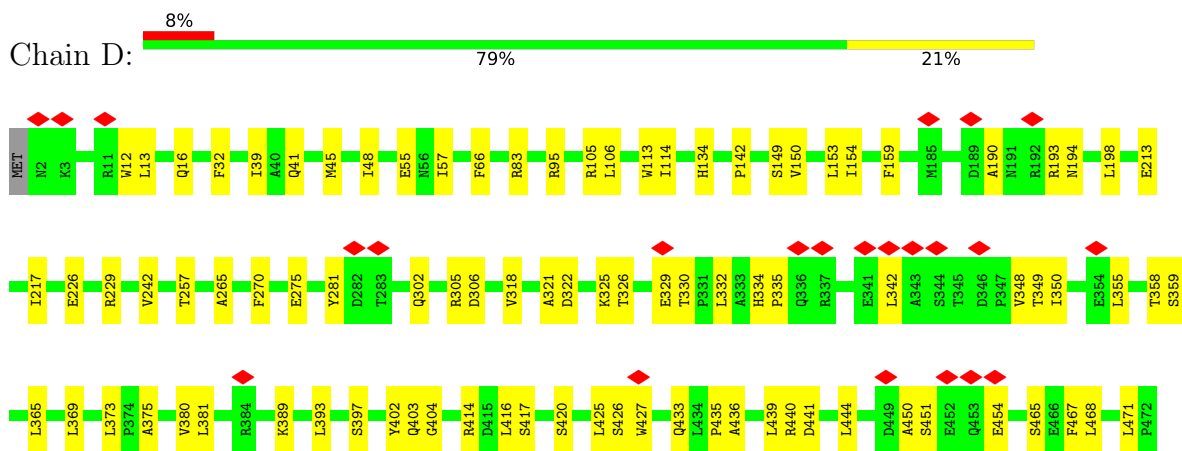 8%
Chain D:
79%
21%
MET N2 K3 R11 W12 L13 Q16 F32 I39 A40 Q41 M45 I48 E55 N56 I57 F66 R83 R95 R105 L106 W113 I114 H134 P142 S149 V150 L153 I154 F159 M185 D189 A190 N191 R192 R193 N194 L198 E213
I217 E226 R229 V242 T257 A265 F270 E275 Y281 D282 T283 Q302 R305 D306 V318 A321 D322 K325 T326 E329 T330 P331 L332 A333 H334 P335 Q336 R337 E341 L342 A343 S344 T345 D346 P347 V348 T349 I350 E354 L355 T358 S359
L365 L369 L373 P374 A375 V380 L381 R384 K389 L393 S397 Y402 Q403 G404 R414 D415 L416 S417 S420 L425 S426 W427 Q433 L434 P435 A436 L439 R440 D441 L444 D449 A450 S451 E452 Q453 E454 S465 E466 F467 L468 L471 P472